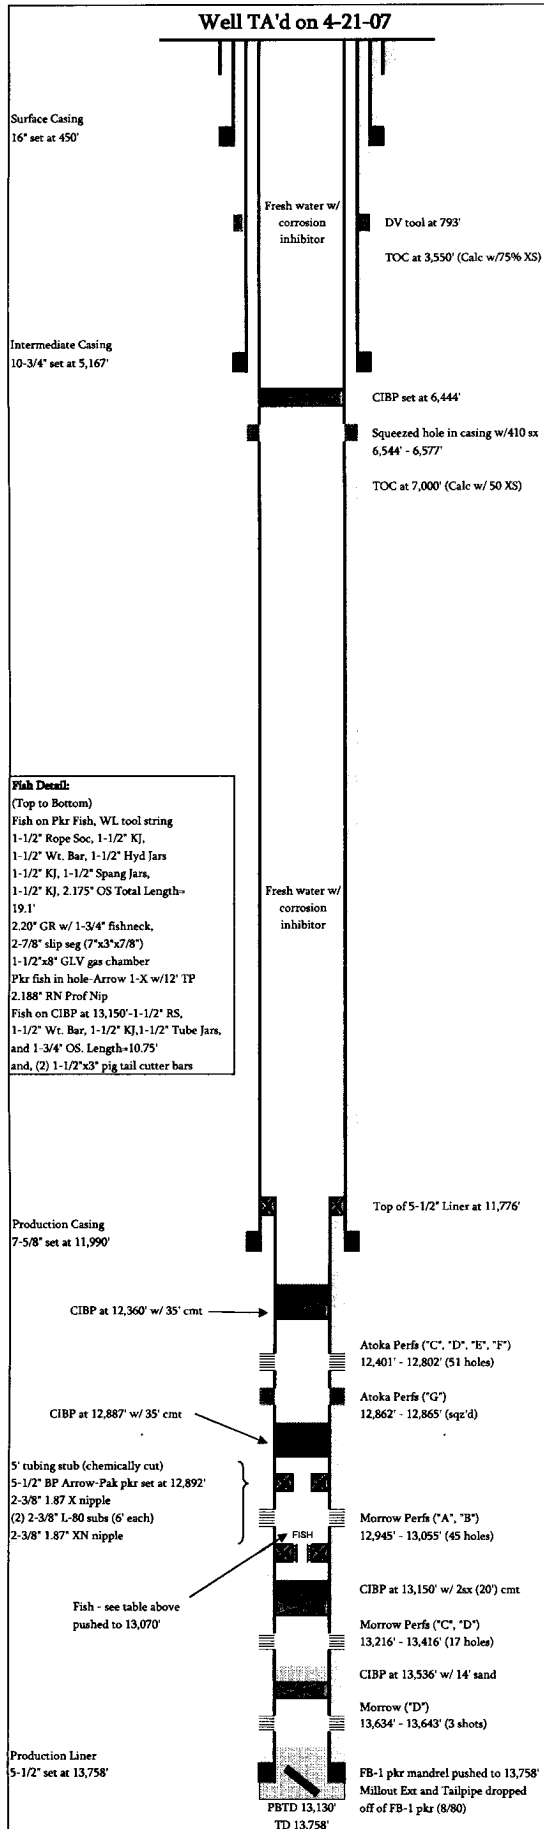 Well TA'd on 4-21-07
Surface Casing
16" set at 450'
Fresh water w/
corrosion
inhibitor
DV tool at 793'
TOC at 3,550' (Calc w/75% XS)
Intermediate Casing
10-3/4" set at 5,167'
CIBP set at 6,444'
Squeezed hole in casing w/410 sx
6,544' - 6,577'
TOC at 7,000' (Calc w/ 50 XS)
Fish Detail:
(Top to Bottom)
Fish on Pkr Fish, WL tool string
1-1/2" Rope Soc, 1-1/2" KJ,
1-1/2" Wt. Bar, 1-1/2" Hyd Jars
1-1/2" KJ, 1-1/2" Spang Jars,
1-1/2" KJ, 2.175" OS Total Length=
19.1'
2.20" GR w/ 1-3/4" fishneck,
2-7/8" slip seg (7"x3"x7/8")
1-1/2"x8" GLV gas chamber
Pkr fish in hole-Arrow 1-X w/12' TP
2.188" RN Prof Nip
Fish on CIBP at 13,150'-1-1/2" RS,
1-1/2" Wt. Bar, 1-1/2" KJ,1-1/2" Tube Jars,
and 1-3/4" OS. Length=10.75'
and, (2) 1-1/2"x3" pig tail cutter bars
Fresh water w/
corrosion
inhibitor
Top of 5-1/2" Liner at 11,776'
Production Casing
7-5/8" set at 11,990'
CIBP at 12,360' w/ 35' cmt
Atoka Perfs ("C", "D", "E", "F")
12,401' - 12,802' (51 holes)
Atoka Perfs ("G")
12,862' - 12,865' (sqz'd)
CIBP at 12,887' w/ 35' cmt
5' tubing stub (chemically cut)
5-1/2" BP Arrow-Pak pkr set at 12,892'
2-3/8" 1.87 X nipple
(2) 2-3/8" L-80 subs (6' each)
2-3/8" 1.87" XN nipple
Morrow Perfs ("A", "B")
12,945' - 13,055' (45 holes)
FISH
Fish - see table above
pushed to 13,070'
CIBP at 13,150' w/ 2sx (20') cmt
Morrow Perfs ("C", "D")
13,216' - 13,416' (17 holes)
CIBP at 13,536' w/ 14' sand
Morrow ("D")
13,634' - 13,643' (3 shots)
Production Liner
5-1/2" set at 13,758'
FB-1 pkr mandrel pushed to 13,758'
Millout Ext and Tailpipe dropped
off of FB-1 pkr (8/80)
PBTD 13,130'
TD 13,758'